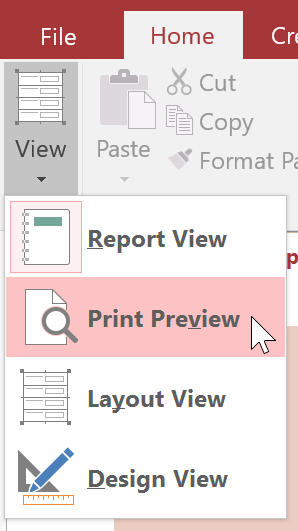 File Home Cre
Cut
Copy
View Paste
Format Pa
Report View
p
Print Preview
Layout View
Design View